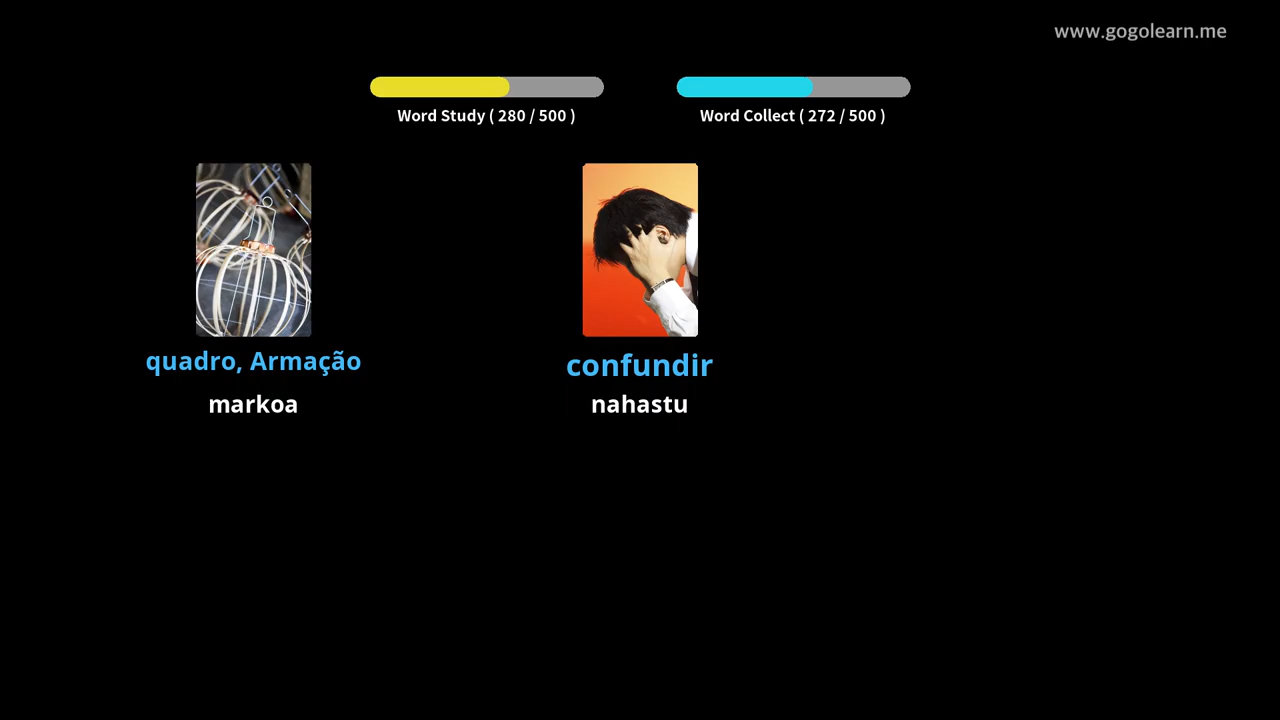 www.gogolearn.me
Word Study ( 280 / 500 )
Word Collect ( 272 / 500 )
quadro, Armação
markoa
confundir
nahastu